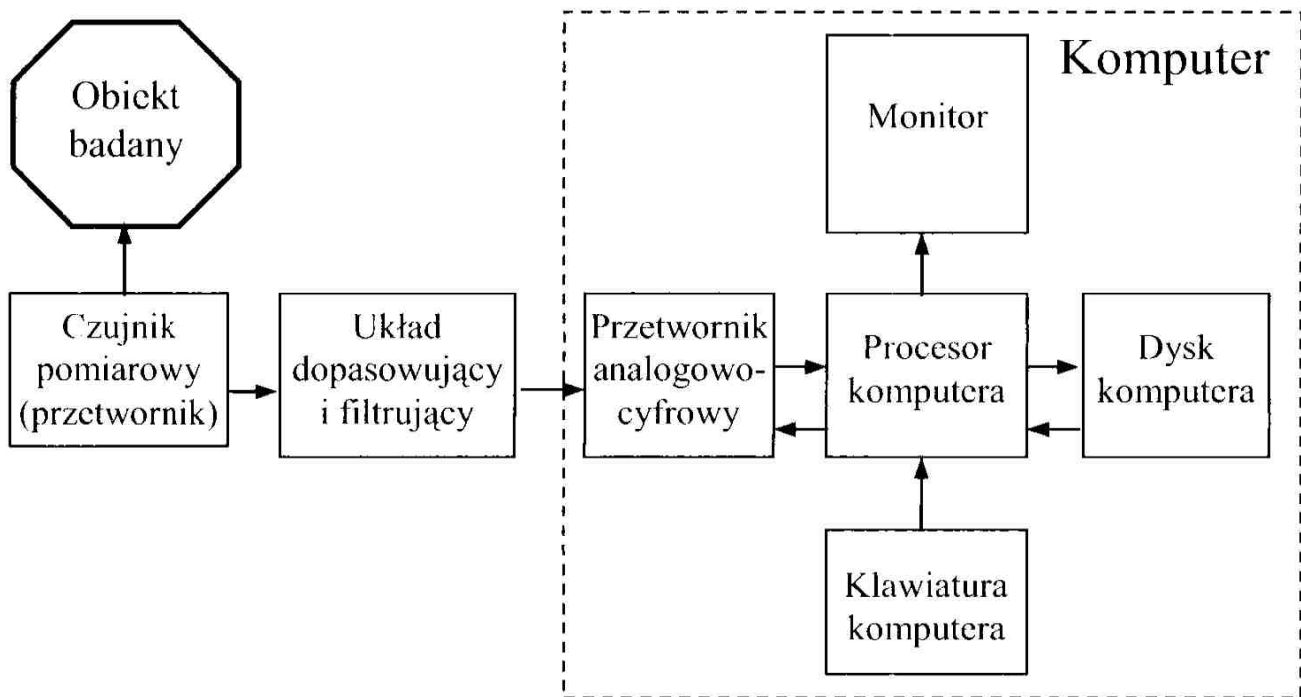 Obiekt
badany
Komputer
Monitor
Czujnik
pomiarowy
(przetwornik)
Układ
dopasowujący
i filtrujący
Przetwornik
analogowo-
cyfrowy
Procesor
komputera
Dysk
komputera
Klawiatura
komputera